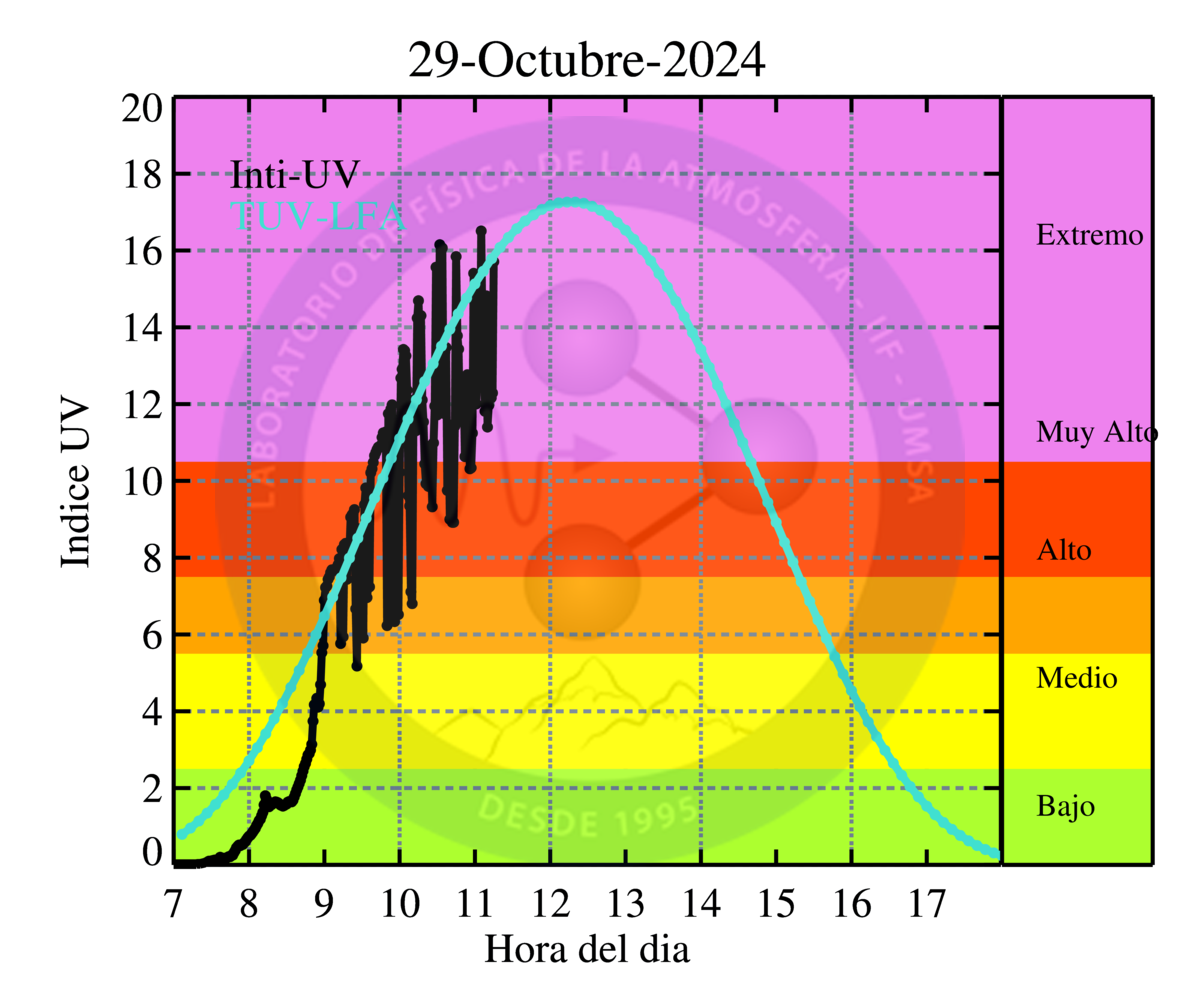 29-Octubre-2024
20
18
16
14
12
10
8
6
4
2
0
Indice UV
Inti-UV
TUV-LFA
LABORATORIO DE FÍSICA DE LA ATMÓSFERA - IIF - UMSA
DESDE 1995
Extremo
Muy Alto
Alto
Medio
Bajo
7 8 9 10 11 12 13 14 15 16 17
Hora del dia